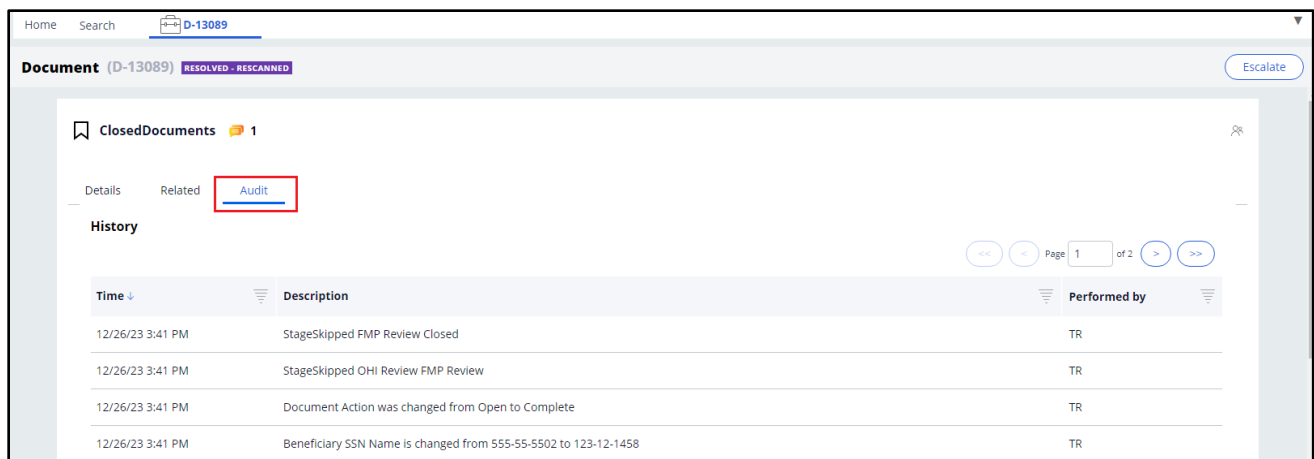 Home Search D-13089
Document (D-13089) RESOLVED - RESCANNED Escalate
ClosedDocuments 1
Details Related Audit
History
<< < Page 1 of 2 > >>
Time ↓ Description Performed by
12/26/23 3:41 PM StageSkipped FMP Review Closed TR
12/26/23 3:41 PM StageSkipped OHI Review FMP Review TR
12/26/23 3:41 PM Document Action was changed from Open to Complete TR
12/26/23 3:41 PM Beneficiary SSN Name is changed from 555-55-5502 to 123-12-1458 TR